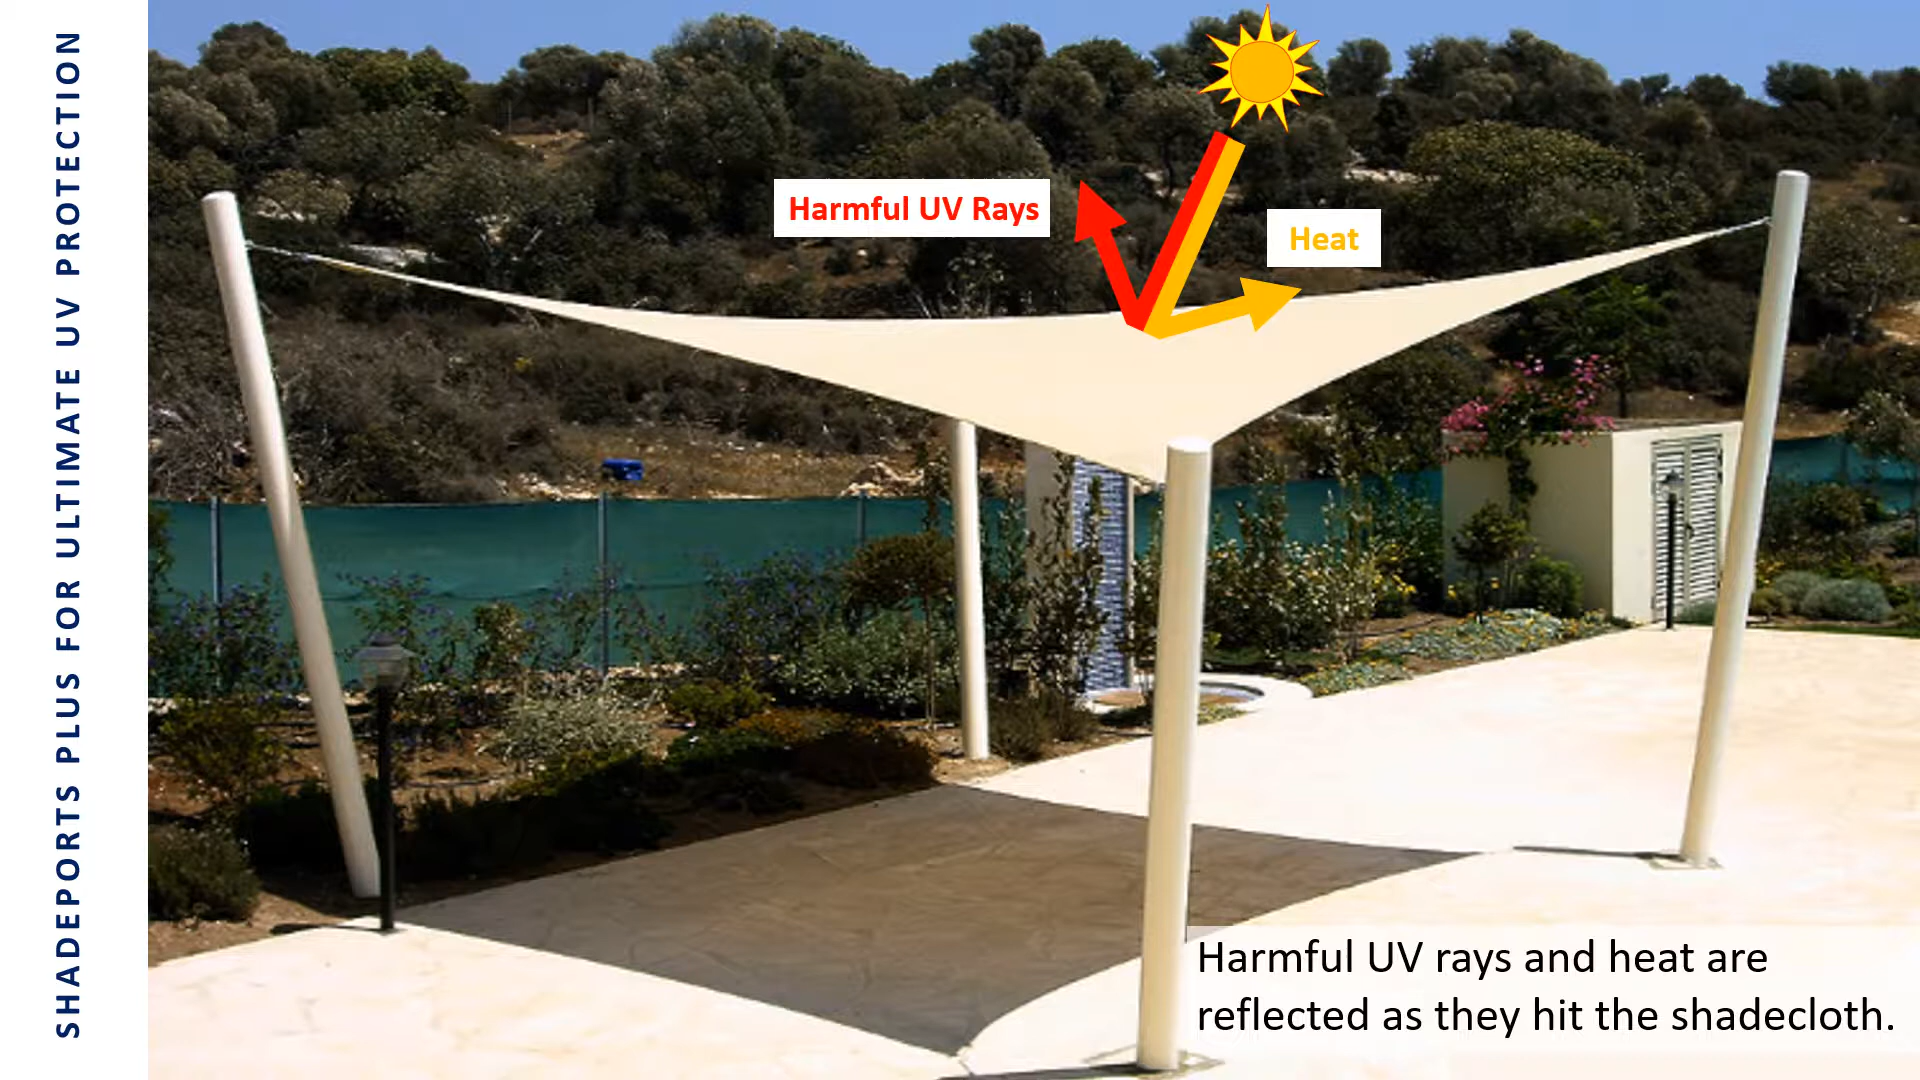 SHADEPORTS PLUS FOR ULTIMATE UV PROTECTION
Harmful UV Rays
Heat
Harmful UV rays and heat are
reflected as they hit the shadecloth.